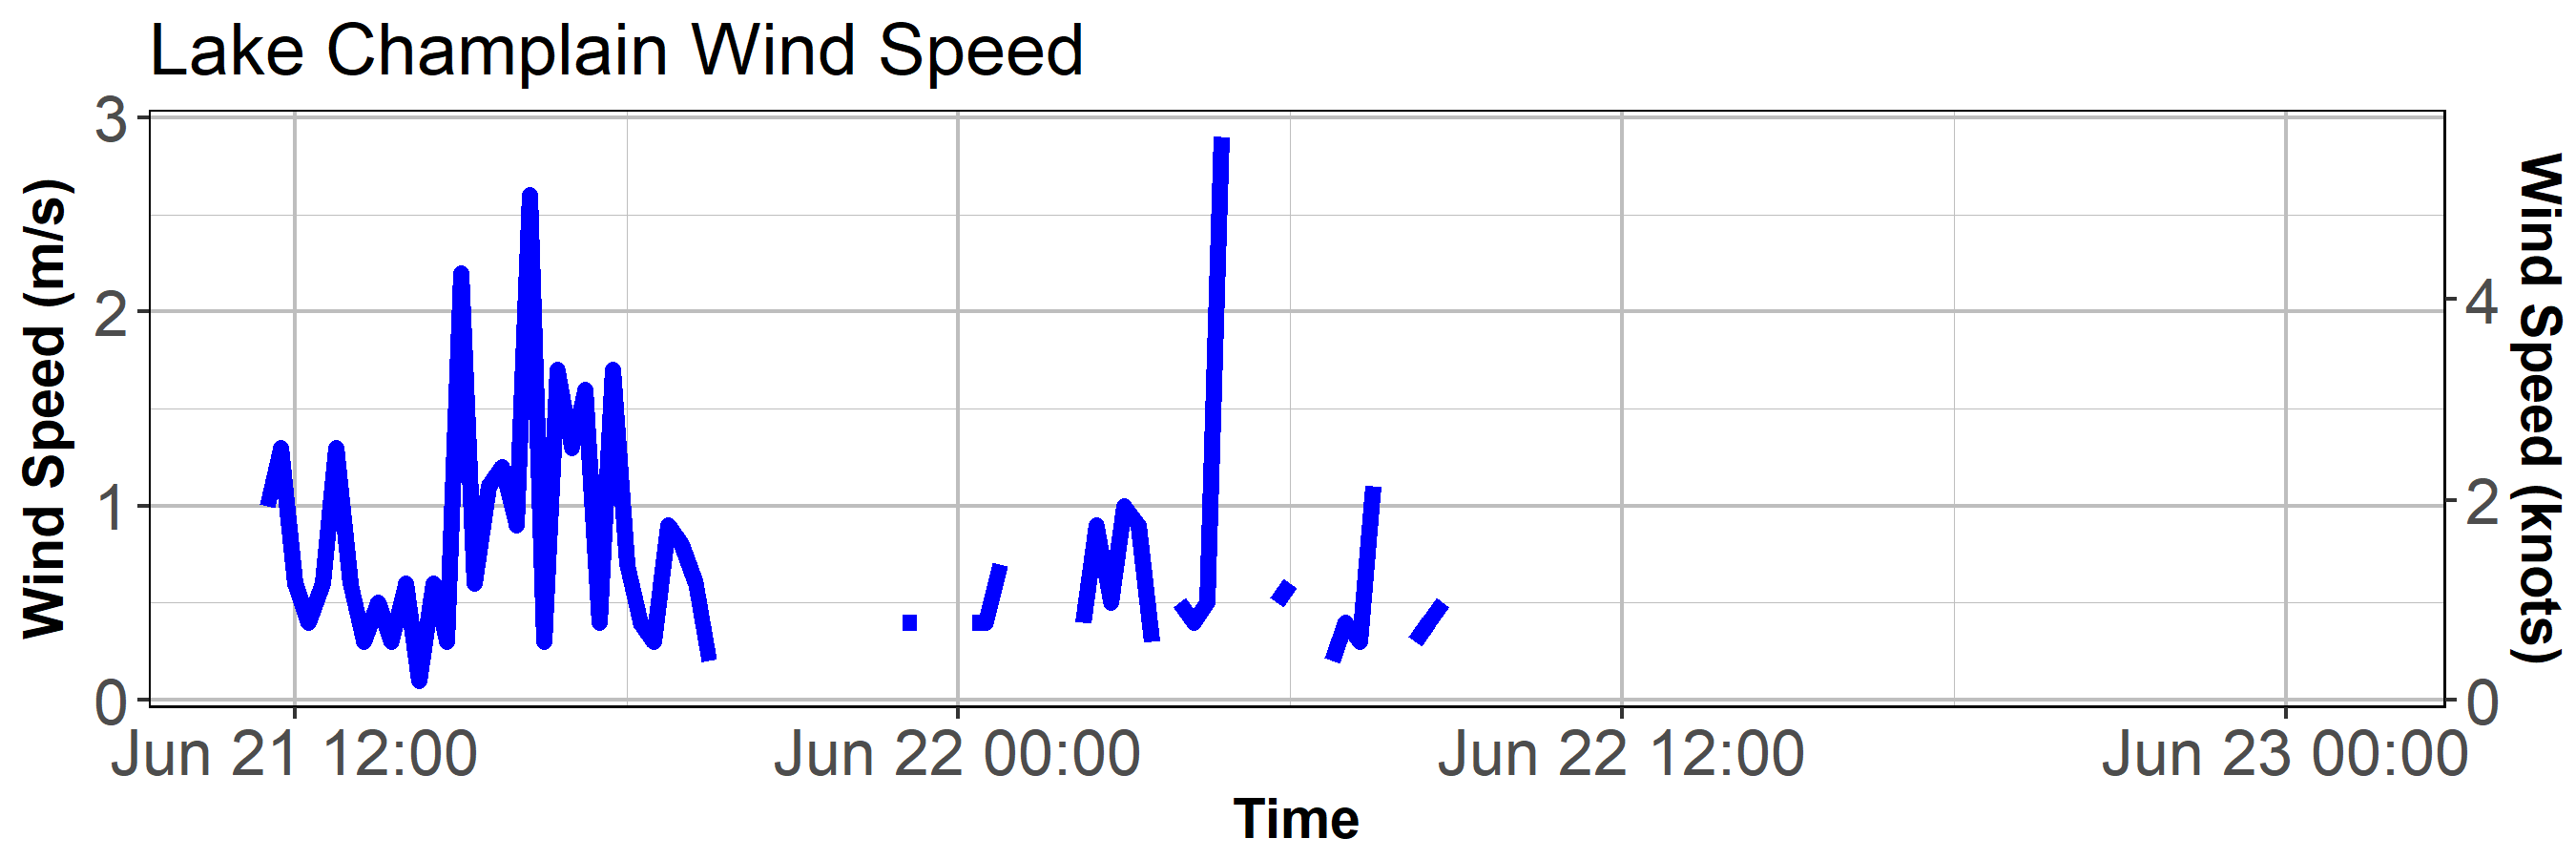 Lake Champlain Wind Speed
3
2
1
0
Wind Speed (m/s)
4
2
0
Wind Speed (knots)
Jun 21 12:00
Jun 22 00:00
Jun 22 12:00
Jun 23 00:00
Time